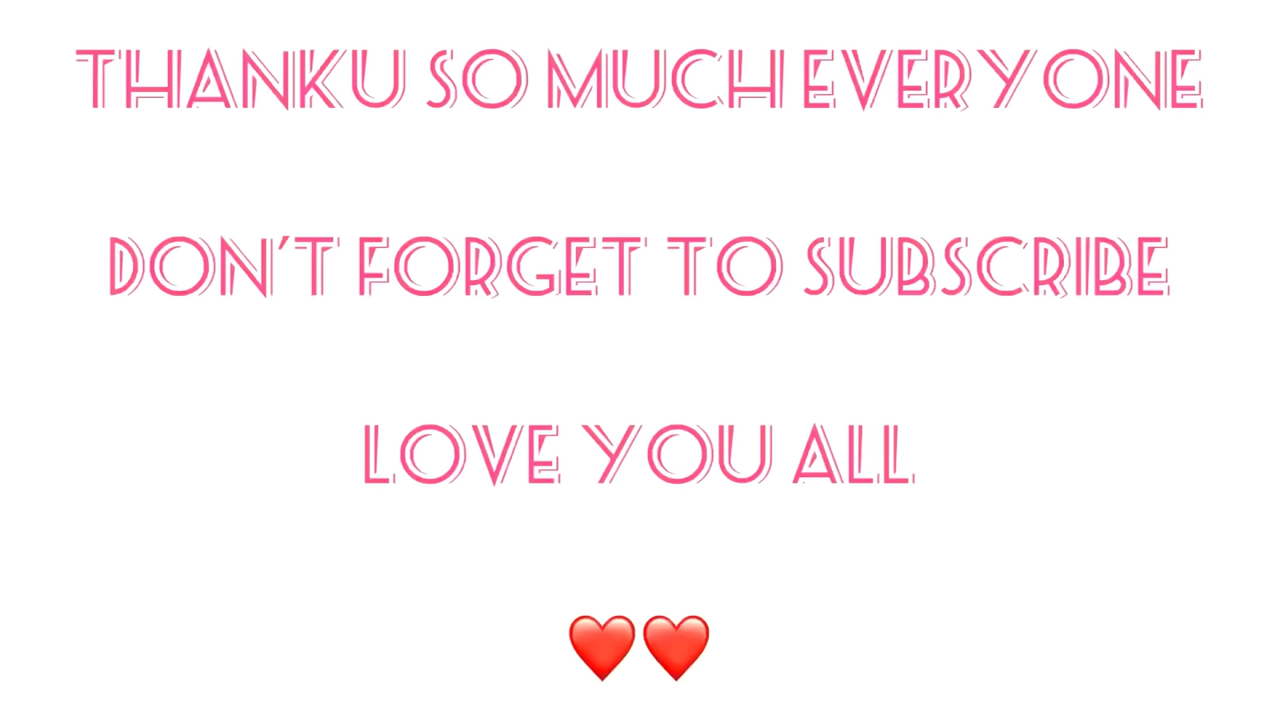 THANKU SO MUCH EVERYONE
DON'T FORGET TO SUBSCRIBE
LOVE YOU ALL
❤️❤️